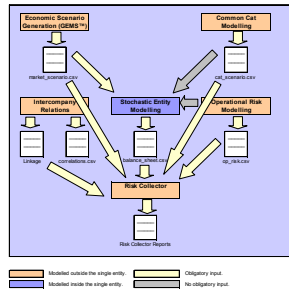 Economic Scenario Generation (GEMS™)
Common Cat Modelling
market_scenario.csv
cat_scenario.csv
Intercompany Relations
Stochastic Entity Modelling
Operational Risk Modelling
Linkage
correlations.csv
balance_sheet.csv
op_risk.csv
Risk Collector
Risk Collector Reports
Modelled outside the single entity.
Obligatory input.
Modelled inside the single entity.
No obligatory input.